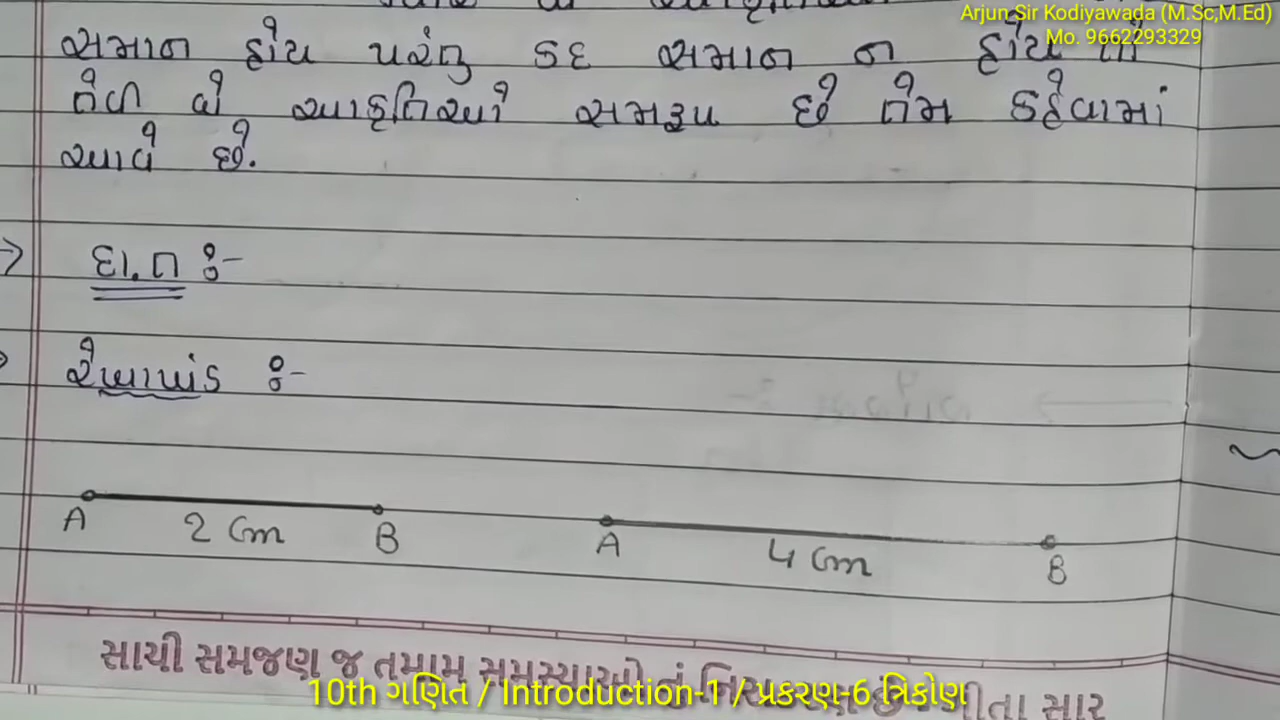 Arjun Sir Kodiyawada (M.Sc,M.Ed)
Mo. 9662293329
સમાન હોય પરંતુ કદ સમાન ન હોય તો
તેવી બે આકૃતિઓ સમરૂપ છે તેમ કહેવામાં
આવે છે.
દા.ત :-
રેખાખંડ :-
A 2 Cm B A 4 Cm B
સાચી સમજણ જ તમામ સમસ્યાઓનું છે ગીતા સાર
10th ગણિત / Introduction-1 / પ્રકરણ-6 ત્રિકોણ